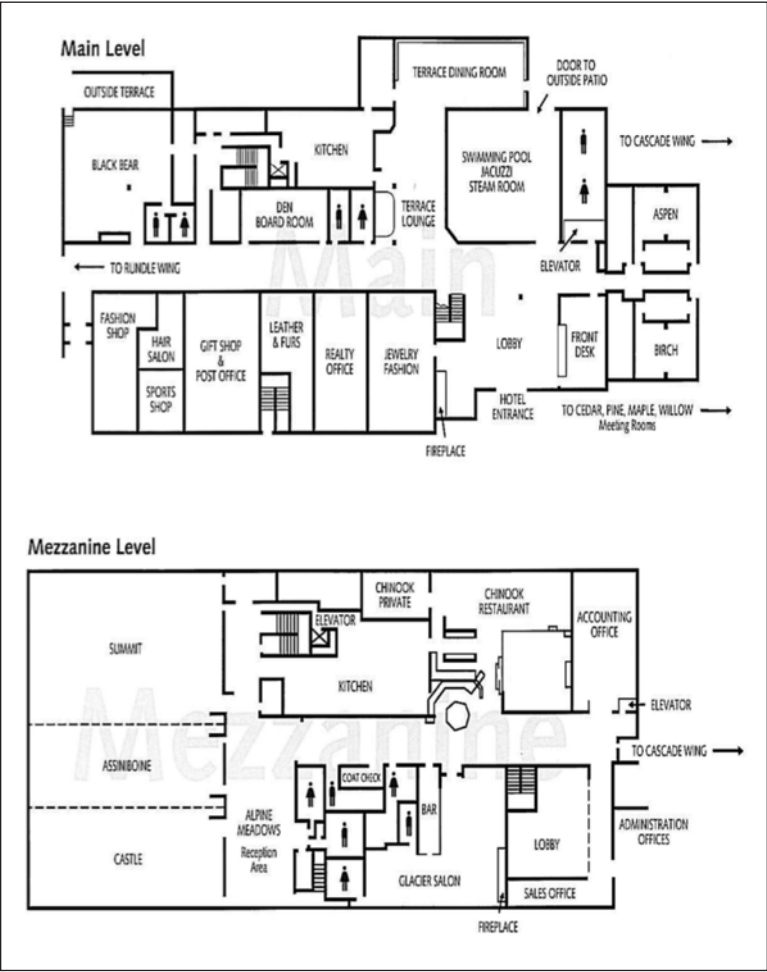 Main Level
TERRACE DINING ROOM
DOOR TO
OUTSIDE PATIO
OUTSIDE TERRACE
KITCHEN
TO CASCADE WING
BLACK BEAR
SWIMMING POOL
JACUZZI
STEAM ROOM
DEN
BOARD ROOM
TERRACE
LOUNGE
ASPEN
ELEVATOR
Main
TO RUNDLE WING
FASHION
SHOP
HAIR
SALON
GIFT SHOP
&
POST OFFICE
LEATHER
& FURS
REALTY
OFFICE
JEWELRY
FASHION
LOBBY
FRONT
DESK
BIRCH
SPORTS
SHOP
HOTEL
ENTRANCE
TO CEDAR, PINE, MAPLE, WILLOW
Meeting Rooms
FIREPLACE
Mezzanine Level
CHINOOK
PRIVATE
CHINOOK
RESTAURANT
ACCOUNTING
OFFICE
ELEVATOR
SUMMIT
KITCHEN
ELEVATOR
Mezzanine
TO CASCADE WING
ASSINIBOINE
COAT CHECK
BAR
ALPINE
MEADOWS
Reception
Area
ADMINISTRATION
OFFICES
LOBBY
CASTLE
GLACIER SALON
SALES OFFICE
FIREPLACE